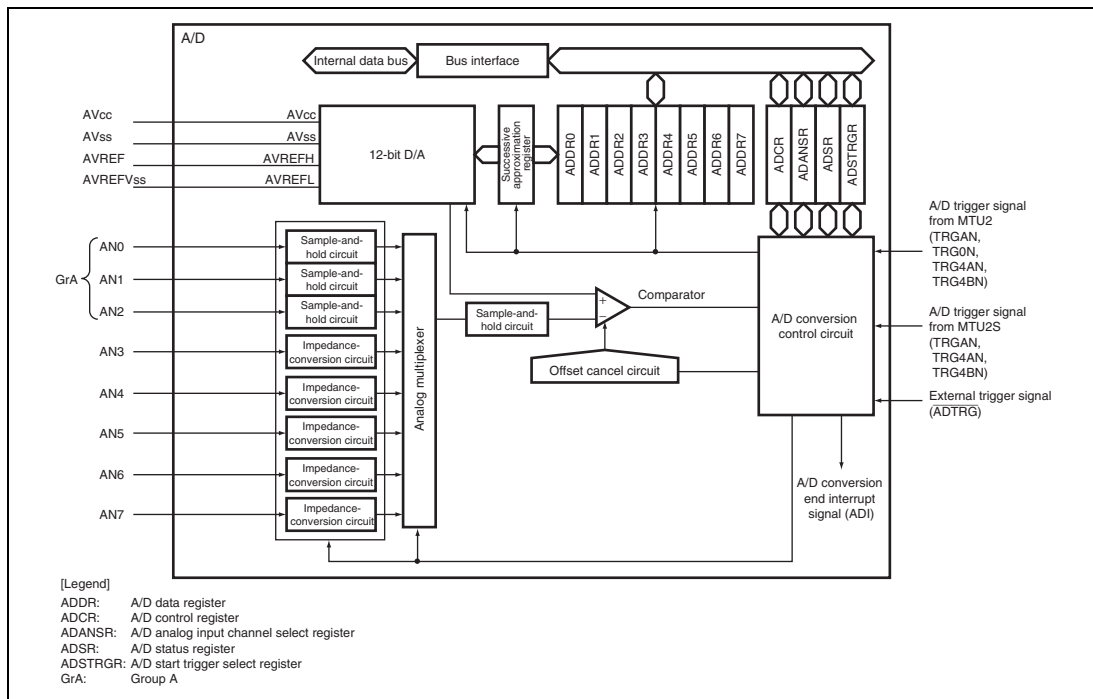 A/D
Internal data bus
Bus interface
AVcc
AVss
AVREF
AVREFVss
AVcc
AVss
AVREFH
AVREFL
12-bit D/A
Successive
approximation
register
ADDR0
ADDR1
ADDR2
ADDR3
ADDR4
ADDR5
ADDR6
ADDR7
ADCR
ADANSR
ADSR
ADSTRGR
GrA
AN0
AN1
AN2
AN3
AN4
AN5
AN6
AN7
Sample-and-
hold circuit
Sample-and-
hold circuit
Sample-and-
hold circuit
Impedance-
conversion circuit
Impedance-
conversion circuit
Impedance-
conversion circuit
Impedance-
conversion circuit
Impedance-
conversion circuit
Analog multiplexer
Sample-and-
hold circuit
+
−
Comparator
Offset cancel circuit
A/D conversion
control circuit
A/D trigger signal
from MTU2
(TRGAN,
TRG0N,
TRG4AN,
TRG4BN)
A/D trigger signal
from MTU2S
(TRGAN,
TRG4AN,
TRG4BN)
External trigger signal
(ADTRG)
A/D conversion
end interrupt
signal (ADI)
[Legend]
ADDR: A/D data register
ADCR: A/D control register
ADANSR: A/D analog input channel select register
ADSR: A/D status register
ADSTRGR: A/D start trigger select register
GrA: Group A